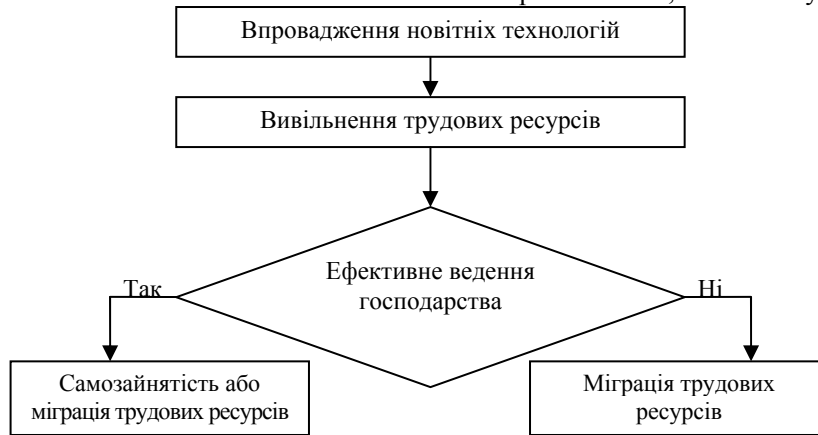 Впровадження новітніх технологій
Вивільнення трудових ресурсів
Ефективне ведення
господарства
Так
Ні
Самозайнятість або
міграція трудових ресурсів
Міграція трудових
ресурсів